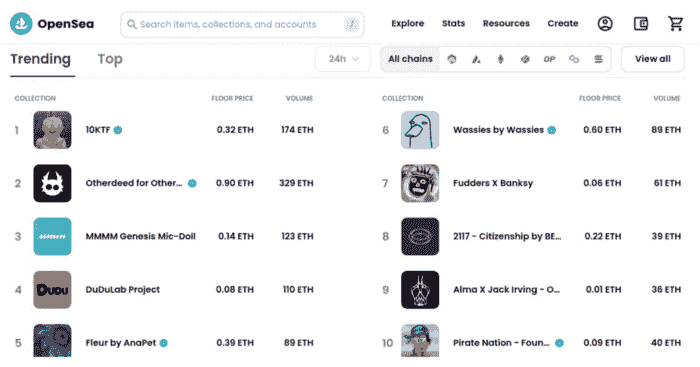 OpenSea Search items, collections, and accounts / Explore Stats Resources Create
Trending Top 24h All chains OP View all
COLLECTION FLOOR PRICE VOLUME COLLECTION FLOOR PRICE VOLUME
1 10KTF 0.32 ETH 174 ETH 6 Wassies by Wassies 0.60 ETH 89 ETH
2 Otherdeed for Other... 0.90 ETH 329 ETH 7 Fudders X Banksy 0.06 ETH 61 ETH
3 MMMM Genesis Mic-Doll 0.14 ETH 123 ETH 8 2117 - Citizenship by BE... 0.22 ETH 39 ETH
4 DUDU DuDuLab Project 0.08 ETH 110 ETH 9 Alma X Jack Irving - O... 0.01 ETH 36 ETH
5 Fleur by AnaPet 0.39 ETH 89 ETH 10 Pirate Nation - Foun... 0.09 ETH 40 ETH